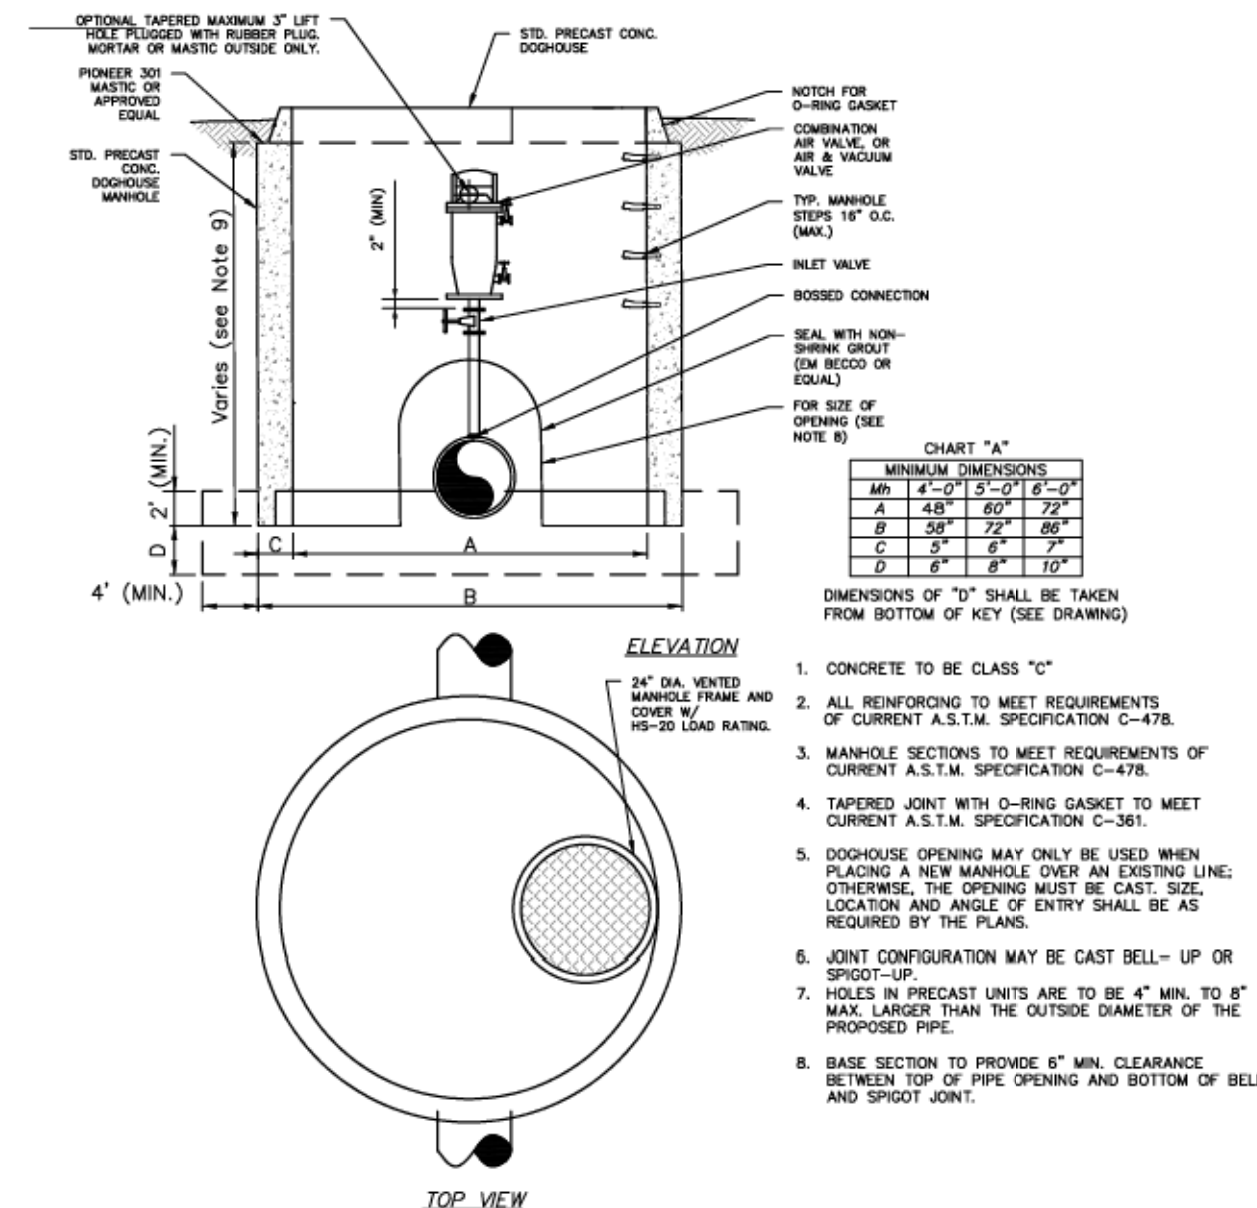 OPTIONAL TAPERED MAXIMUM 3" LIFT
HOLE PLUGGED WITH RUBBER PLUG.
MORTAR OR MASTIC OUTSIDE ONLY.
STD. PRECAST CONC.
DOGHOUSE
PIONEER 301
MASTIC OR
APPROVED
EQUAL
NOTCH FOR
O-RING GASKET
COMBINATION
AIR VALVE, OR
AIR & VACUUM
VALVE
STD. PRECAST
CONC.
DOGHOUSE
MANHOLE
TYP. MANHOLE
STEPS 16" O.C.
(MAX.)
2" (MIN)
Varies (see Note 9)
INLET VALVE
BOSSED CONNECTION
SEAL WITH NON-
SHRINK GROUT
(EM BECCO OR
EQUAL)
FOR SIZE OF
OPENING (SEE
NOTE 8)
2' (MIN.)
D
C
A
4' (MIN.)
B
CHART "A"
MINIMUM DIMENSIONS
Mh 4'-0" 5'-0" 6'-0"
A 48" 60" 72"
B 58" 72" 86"
C 5" 6" 7"
D 6" 8" 10"
DIMENSIONS OF "D" SHALL BE TAKEN
FROM BOTTOM OF KEY (SEE DRAWING)
ELEVATION
24" DIA. VENTED
MANHOLE FRAME AND
COVER W/
HS-20 LOAD RATING.
1. CONCRETE TO BE CLASS "C"
2. ALL REINFORCING TO MEET REQUIREMENTS
OF CURRENT A.S.T.M. SPECIFICATION C-478.
3. MANHOLE SECTIONS TO MEET REQUIREMENTS OF
CURRENT A.S.T.M. SPECIFICATION C-478.
4. TAPERED JOINT WITH O-RING GASKET TO MEET
CURRENT A.S.T.M. SPECIFICATION C-361.
5. DOGHOUSE OPENING MAY ONLY BE USED WHEN
PLACING A NEW MANHOLE OVER AN EXISTING LINE;
OTHERWISE, THE OPENING MUST BE CAST. SIZE,
LOCATION AND ANGLE OF ENTRY SHALL BE AS
REQUIRED BY THE PLANS.
6. JOINT CONFIGURATION MAY BE CAST BELL- UP OR
SPIGOT-UP.
7. HOLES IN PRECAST UNITS ARE TO BE 4" MIN. TO 8"
MAX. LARGER THAN THE OUTSIDE DIAMETER OF THE
PROPOSED PIPE.
8. BASE SECTION TO PROVIDE 6" MIN. CLEARANCE
BETWEEN TOP OF PIPE OPENING AND BOTTOM OF BELL
AND SPIGOT JOINT.
TOP VIEW